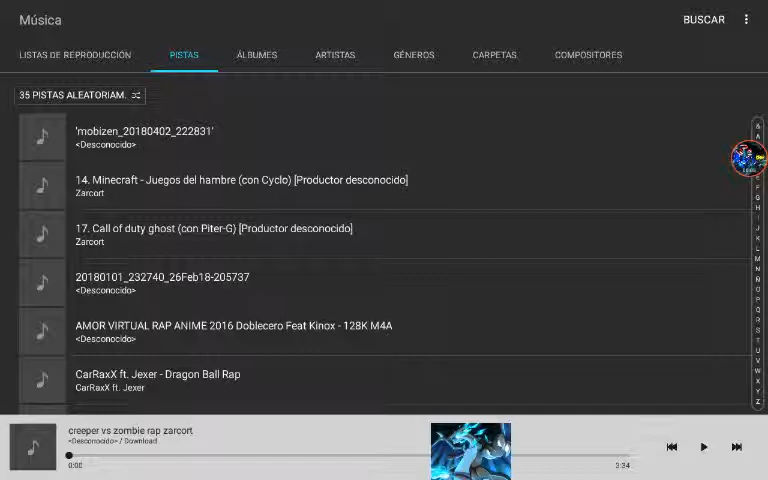 Música
BUSCAR
LISTAS DE REPRODUCCIÓN PISTAS ÁLBUMES ARTISTAS GÉNEROS CARPETAS COMPOSITORES
35 PISTAS ALEATORIAM.
'mobizen_20180402_222831'
<Desconocido>
14. Minecraft - Juegos del hambre (con Cyclo) [Productor desconocido]
Zarcort
17. Call of duty ghost (con Piter-G) [Productor desconocido]
Zarcort
20180101_232740_26Feb18-205737
<Desconocido>
AMOR VIRTUAL RAP ANIME 2016 Doblecero Feat Kinox - 128K M4A
<Desconocido>
CarRaxX ft. Jexer - Dragon Ball Rap
CarRaxX ft. Jexer
&
A
E
F
G
H
I
J
K
L
M
N
Ñ
O
P
Q
R
S
T
U
V
W
X
Y
Z
creeper vs zombie rap zarcort
<Desconocido> / Download
0:00
3:34